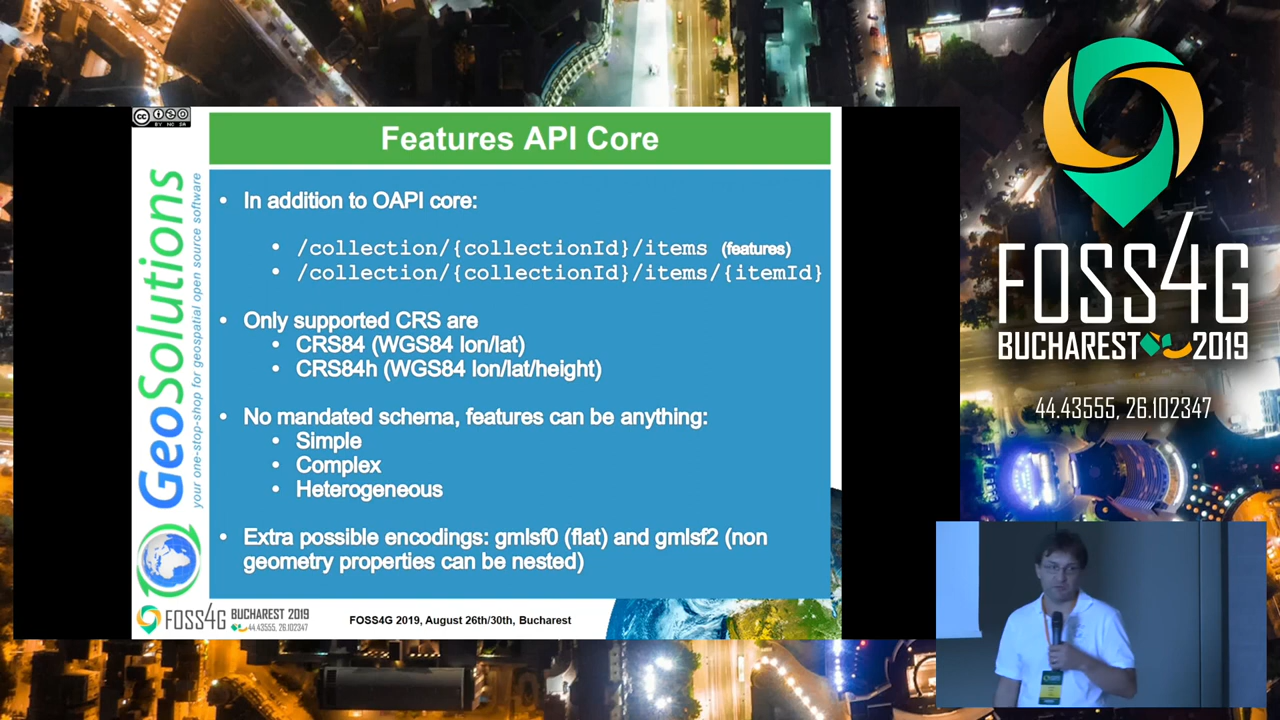 Features API Core
• In addition to OAPI core:
• /collection/{collectionId}/items (features)
• /collection/{collectionId}/items/{itemId}
• Only supported CRS are
• CRS84 (WGS84 lon/lat)
• CRS84h (WGS84 lon/lat/height)
• No mandated schema, features can be anything:
• Simple
• Complex
• Heterogeneous
• Extra possible encodings: gmlsf0 (flat) and gmlsf2 (non
geometry properties can be nested)
GeoSolutions
your one-stop-shop for geospatial open source software
cc
BY NC SA
FOSS4G BUCHAREST 2019
44.43555, 26.102347
FOSS4G 2019, August 26th/30th, Bucharest
FOSS4G
BUCHAREST 2019
44.43555, 26.102347